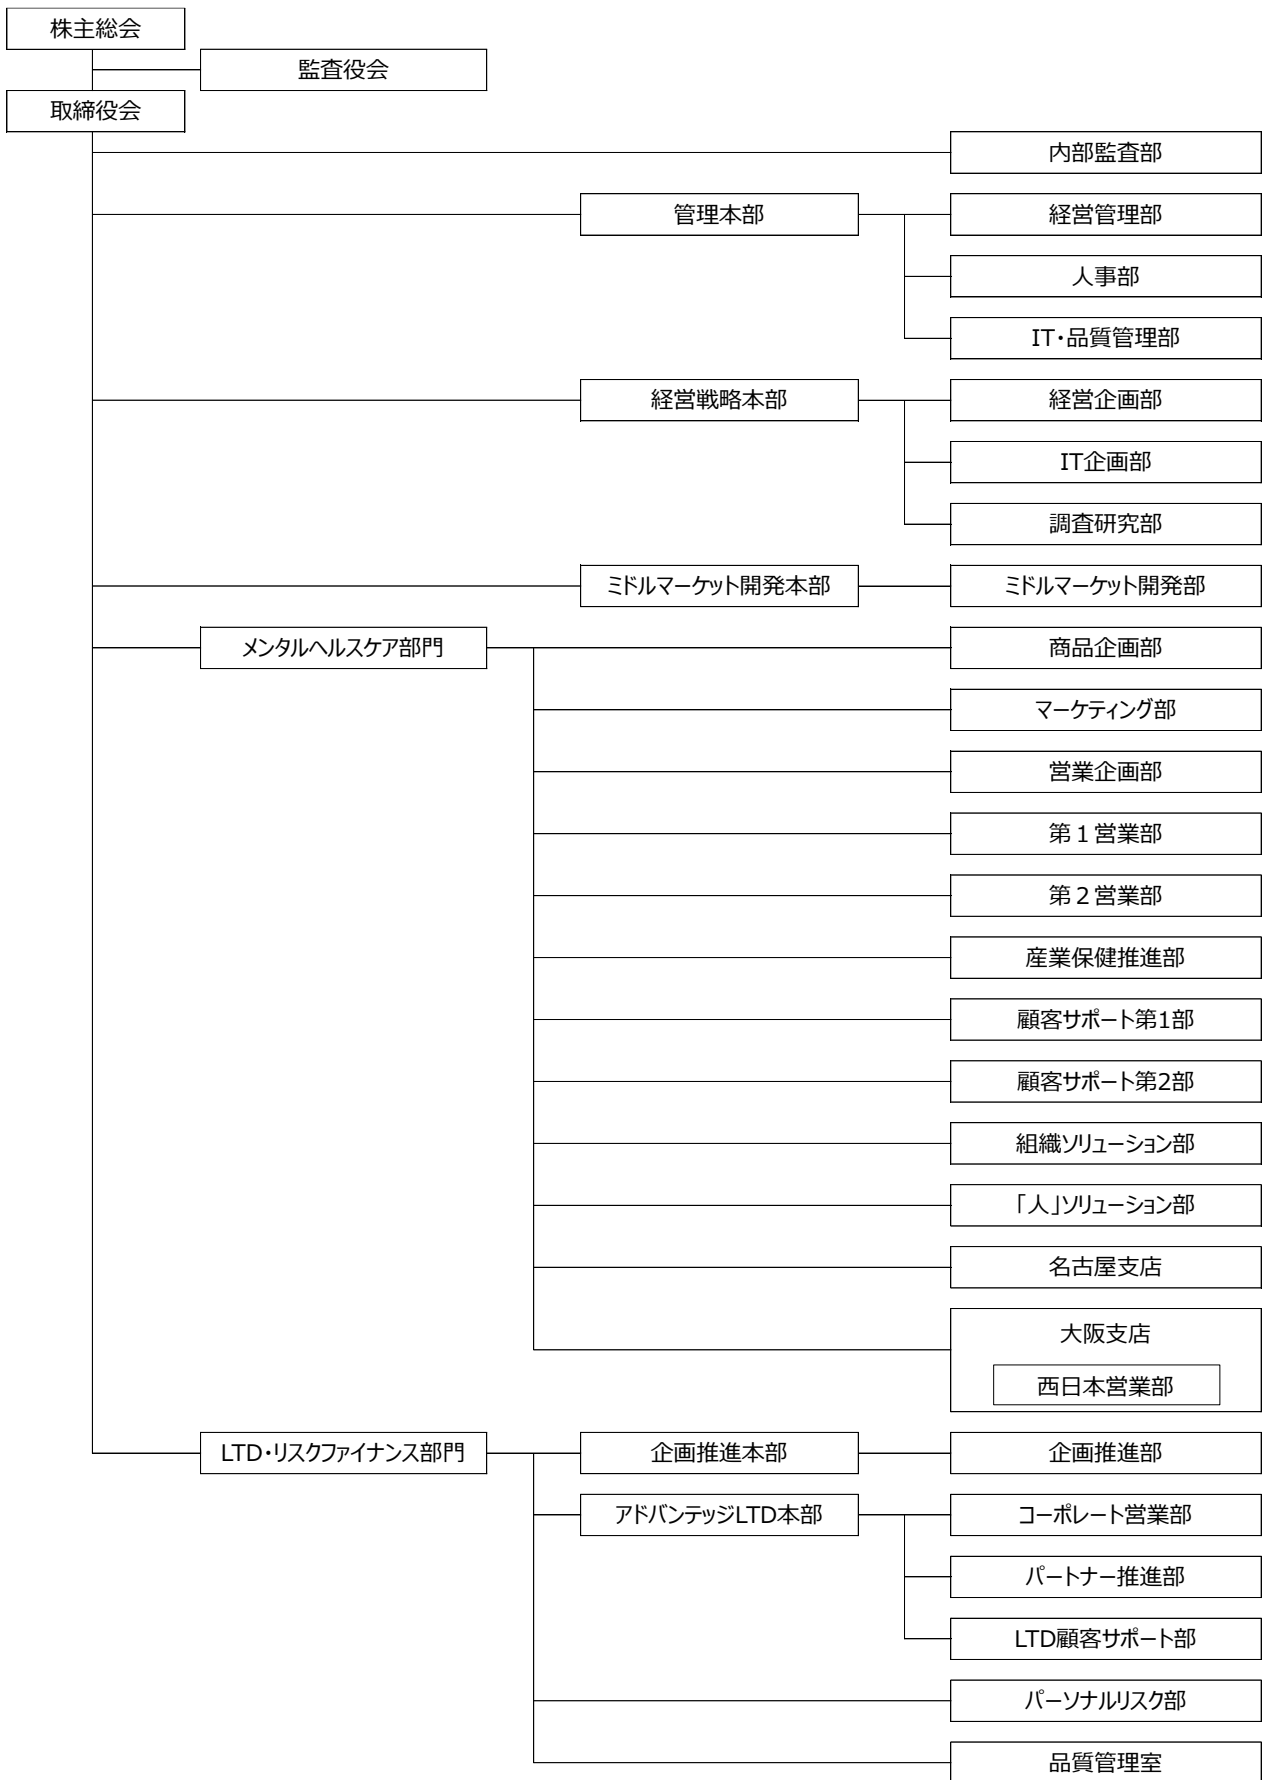 株主総会
監査役会
取締役会
内部監査部
管理本部
経営管理部
人事部
IT・品質管理部
経営戦略本部
経営企画部
IT企画部
調査研究部
ミドルマーケット開発本部
ミドルマーケット開発部
メンタルヘルスケア部門
商品企画部
マーケティング部
営業企画部
第１営業部
第２営業部
産業保健推進部
顧客サポート第1部
顧客サポート第2部
組織ソリューション部
「人」ソリューション部
名古屋支店
大阪支店
西日本営業部
LTD・リスクファイナンス部門
企画推進本部
企画推進部
アドバンテッジLTD本部
コーポレート営業部
パートナー推進部
LTD顧客サポート部
パーソナルリスク部
品質管理室